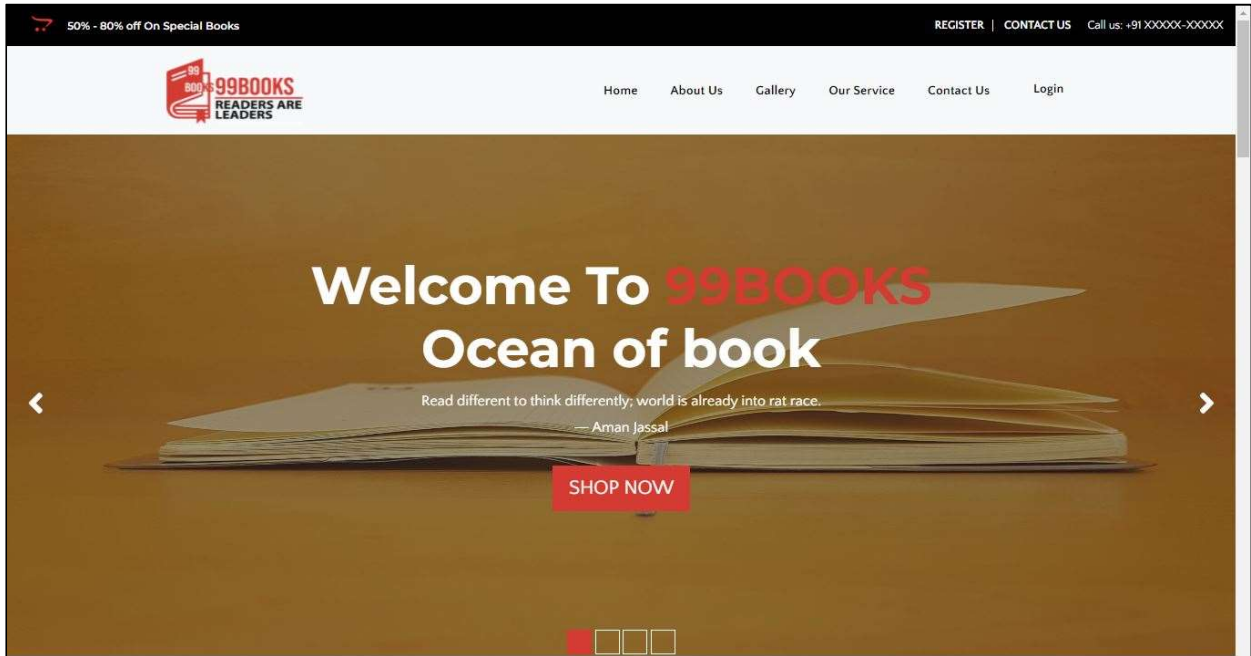 50% - 80% off On Special Books
REGISTER | CONTACT US Call us: +91 XXXXX-XXXXX
99
BOOKS
99BOOKS
READERS ARE
LEADERS
Home About Us Gallery Our Service Contact Us Login
Welcome To 99BOOKS
Ocean of book
Read different to think differently; world is already into rat race.
— Aman Jassal
SHOP NOW